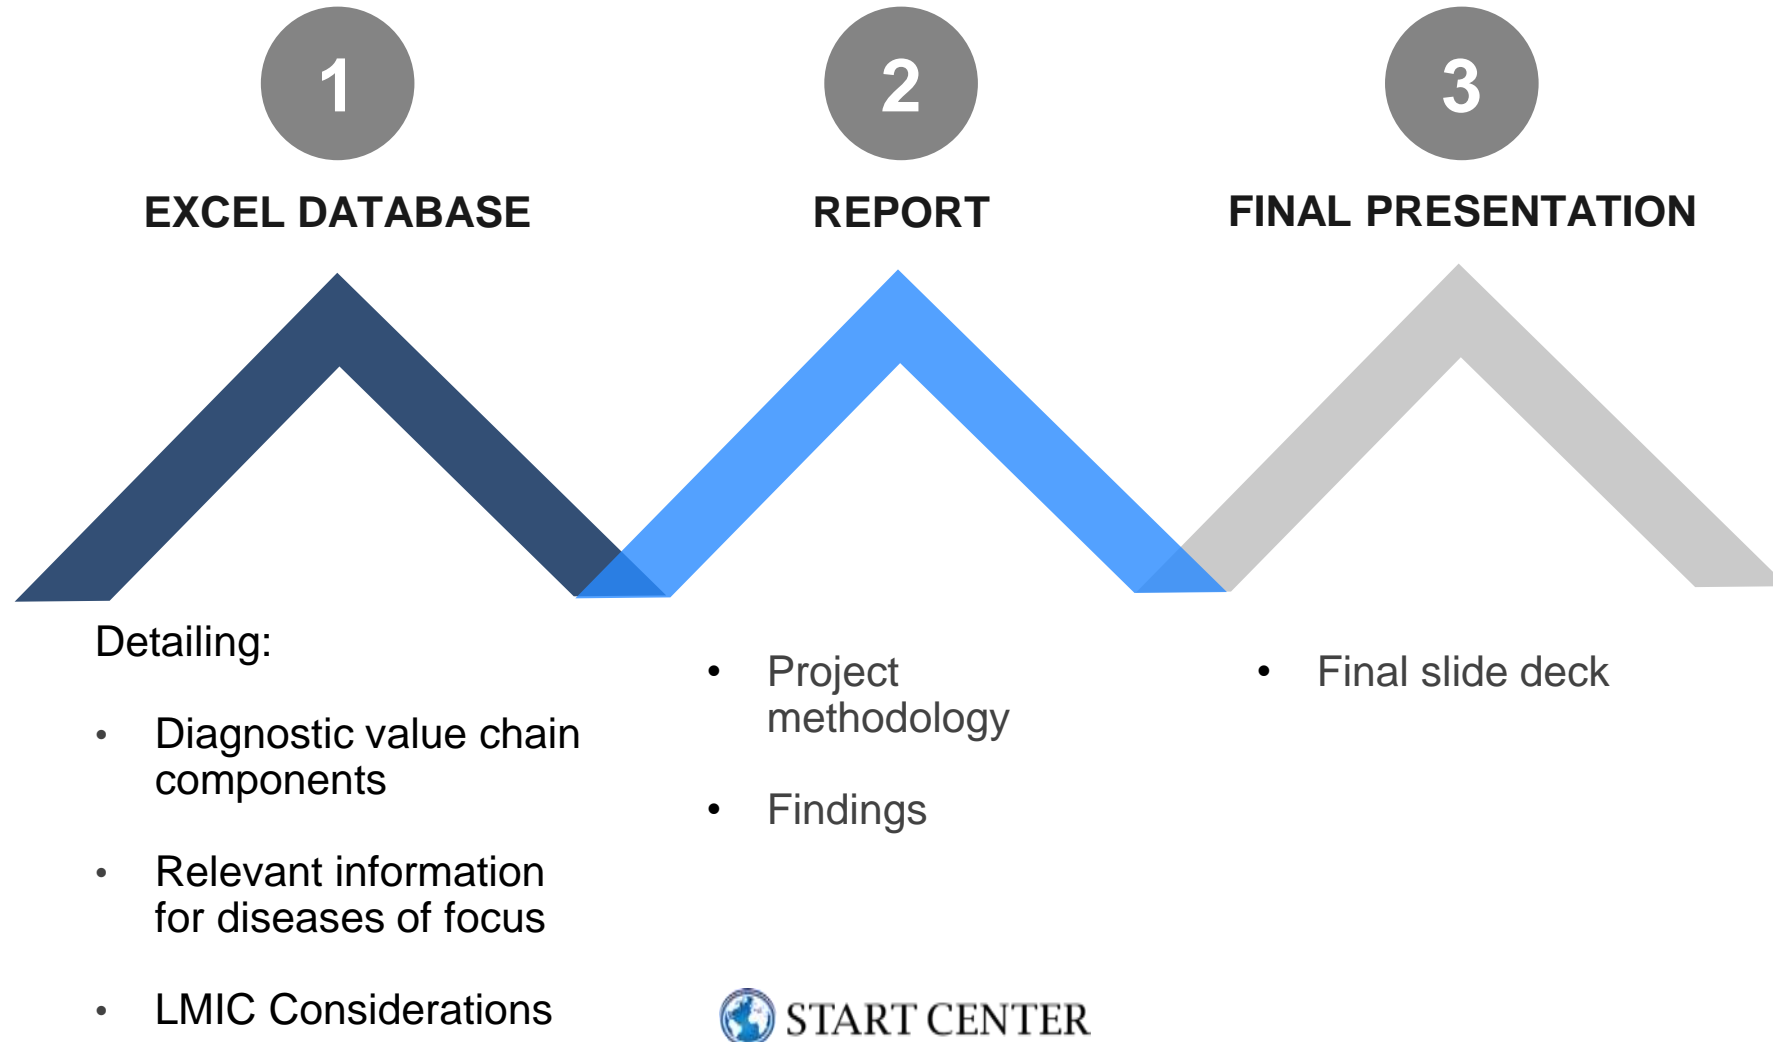 1
EXCEL DATABASE
Detailing:
• Diagnostic value chain
components
• Relevant information
for diseases of focus
• LMIC Considerations
2
REPORT
• Project
methodology
• Findings
3
FINAL PRESENTATION
• Final slide deck
START CENTER